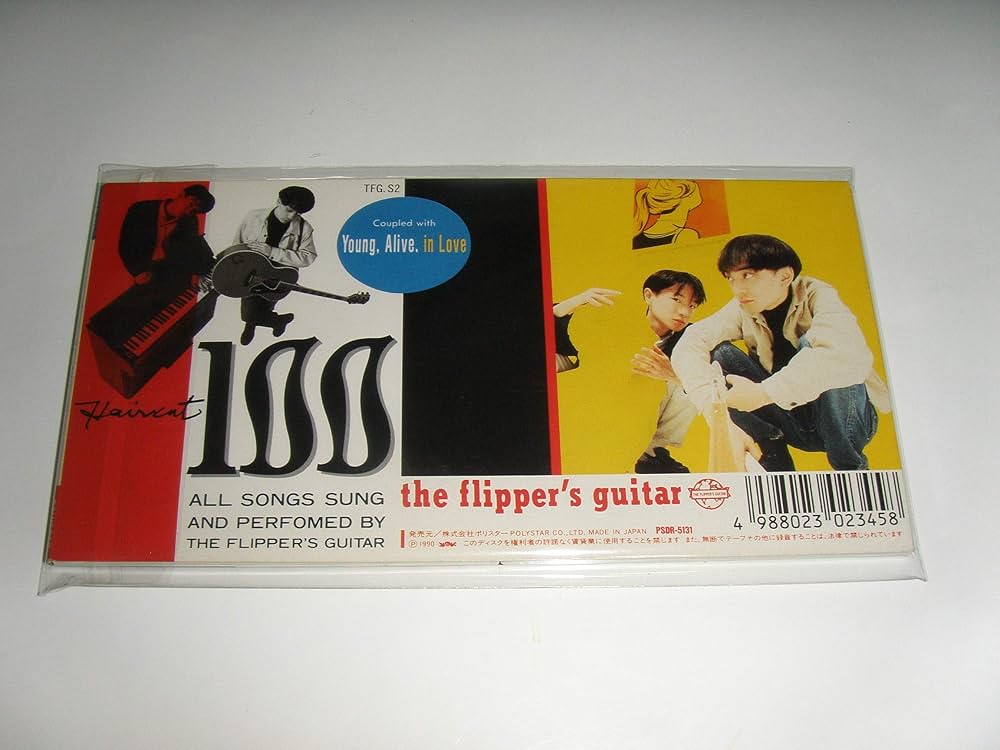 TFG. S2
Coupled with
Young, Alive, in Love
Haircut
100
ALL SONGS SUNG
AND PERFOMED BY
THE FLIPPER'S GUITAR
the flipper's guitar
THE FLIPPER'S GUITAR
4 988023 023458
発売元/株式会社ポリスター POLYSTAR CO., LTD. MADE IN JAPAN PSDR-5131
Ⓟ 1990 このディスクを権利者の許諾なく賃貸業に使用することを禁じます また、無断でテープその他に録音することは、法律で禁じられています